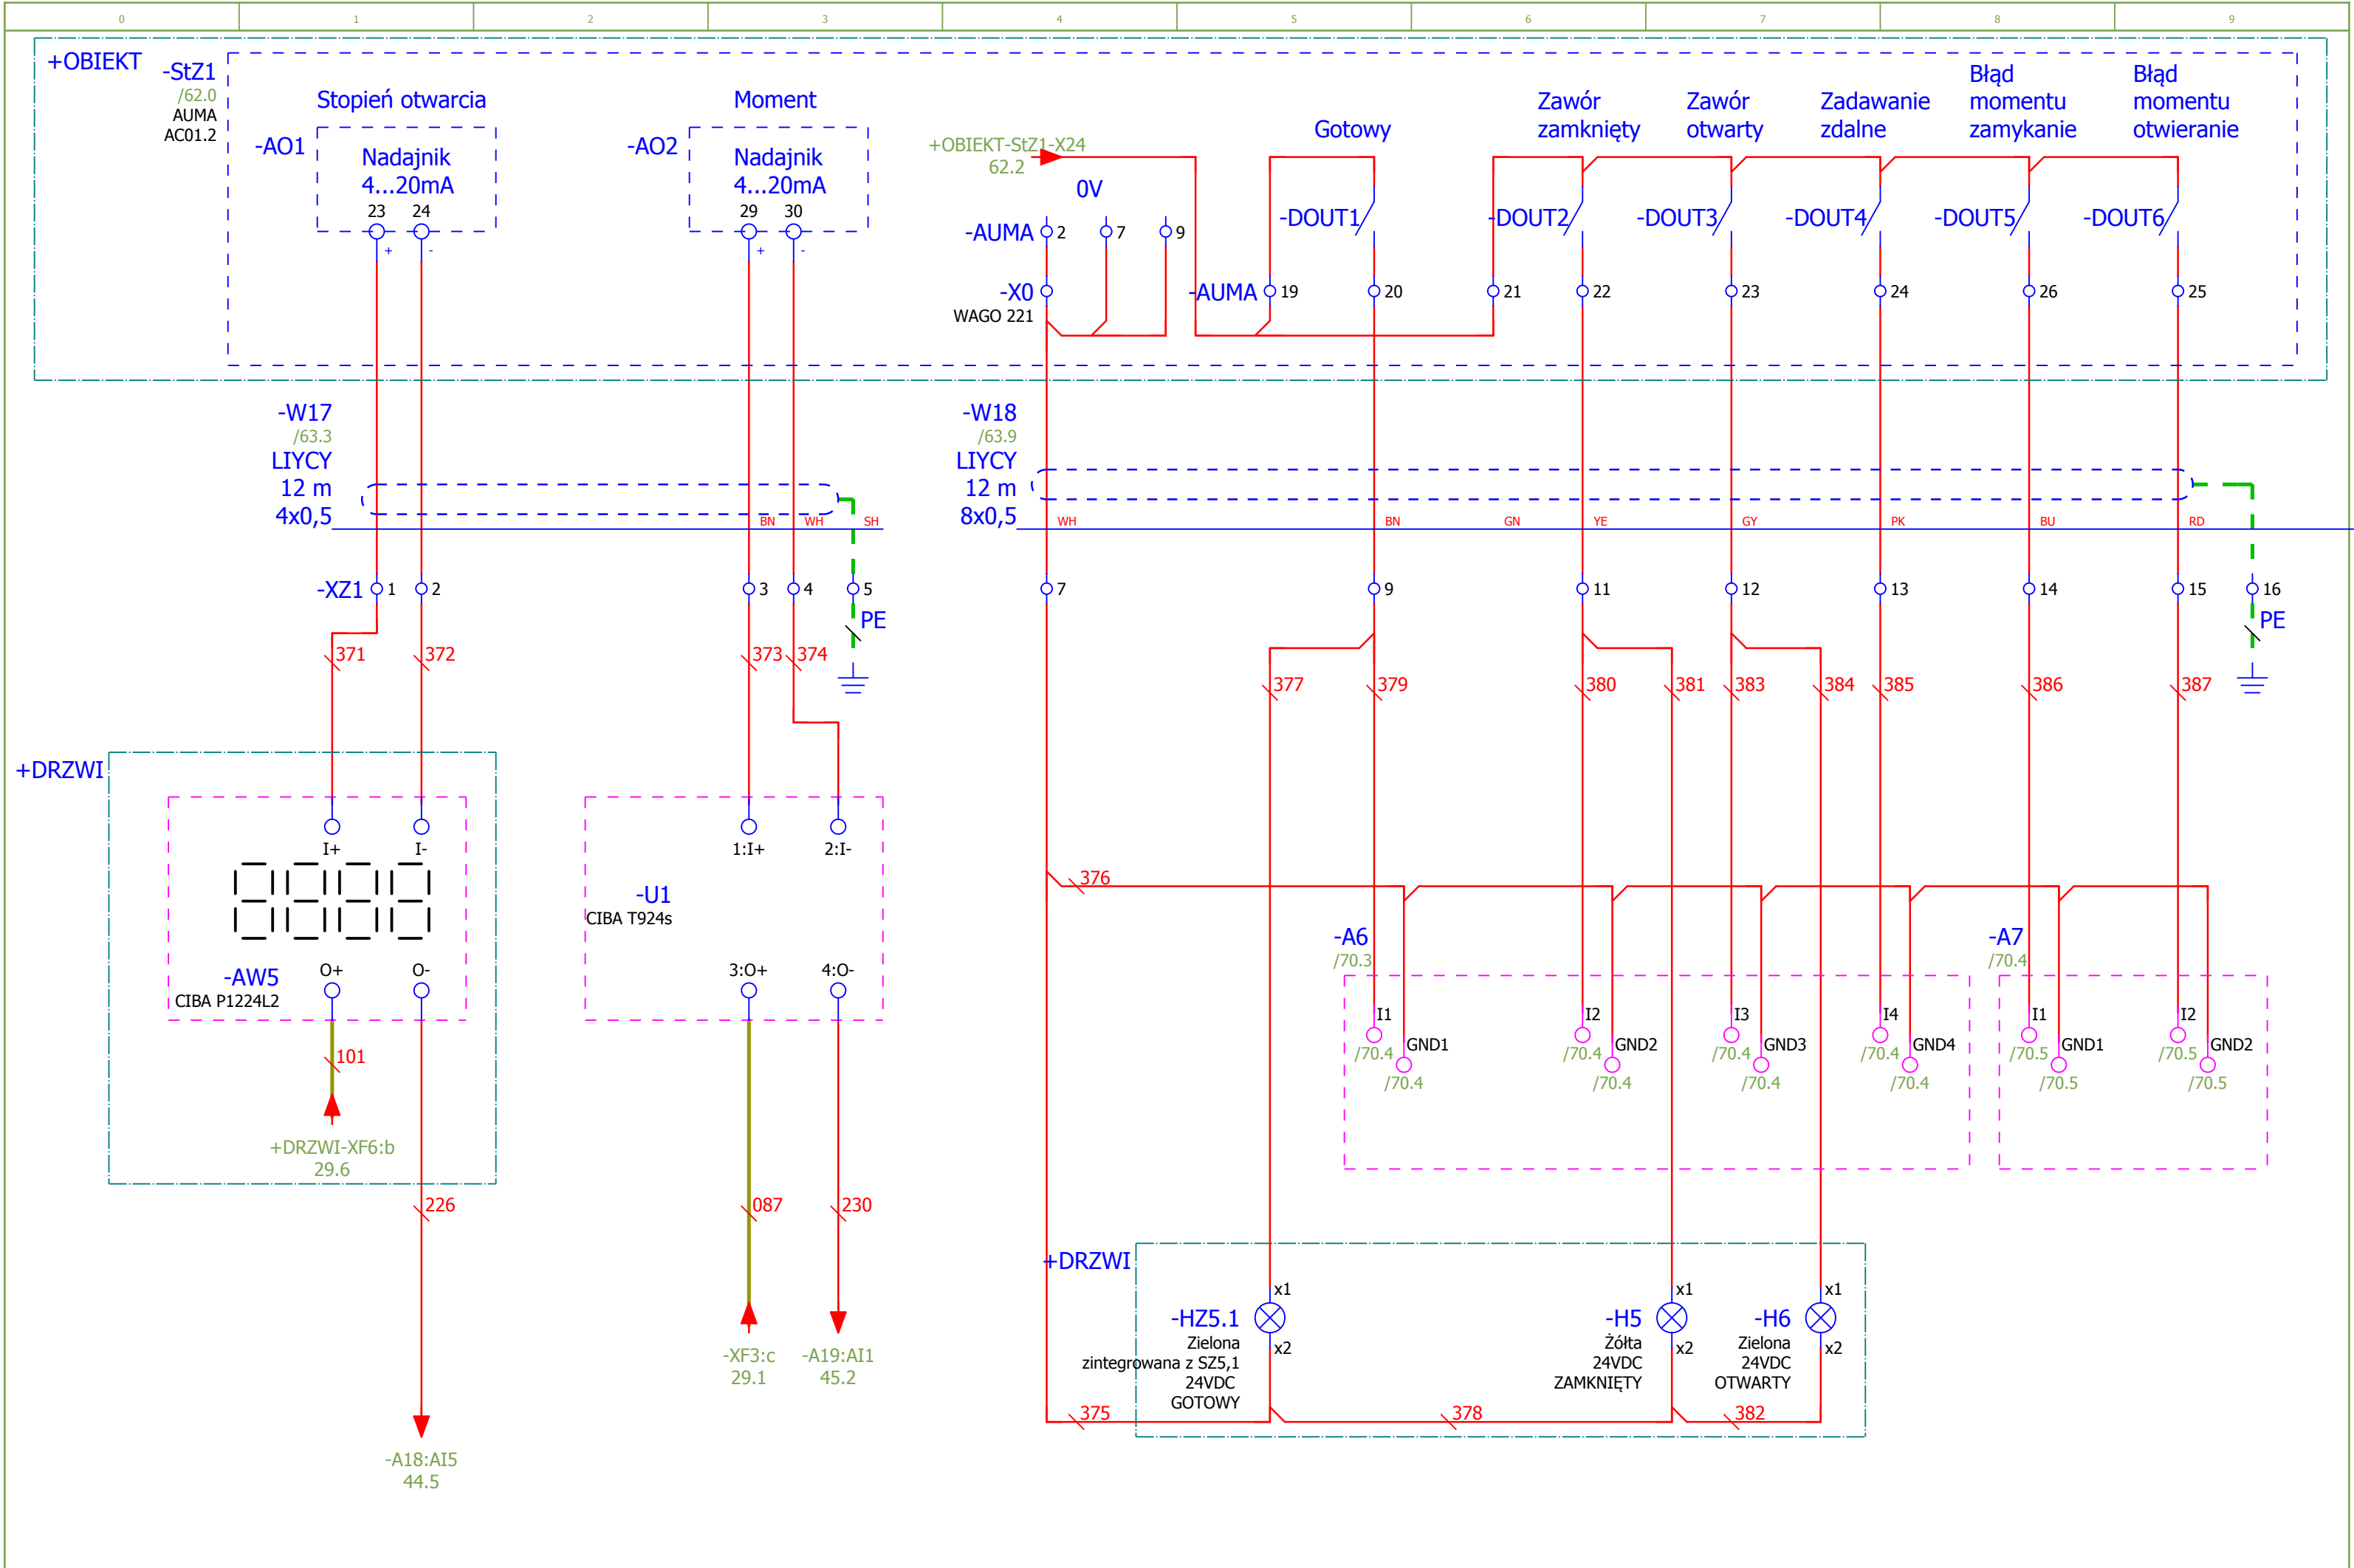 0 1 2 3 4 5 6 7 8 9
+OBIEKT
-StZ1
/62.0
AUMA
AC01.2
Stopień otwarcia
-AO1
Nadajnik
4...20mA
23 24
+ -
Moment
-AO2
Nadajnik
4...20mA
29 30
+ -
+OBIEKT-StZ1-X24
62.2
0V
-AUMA 2 7 9
-X0
WAGO 221
Gotowy
-DOUT1
-AUMA 19 20
Zawór
zamknięty
-DOUT2
21 22
Zawór
otwarty
-DOUT3
23
Zadawanie
zdalne
-DOUT4
24
Błąd
momentu
zamykanie
-DOUT5
26
Błąd
momentu
otwieranie
-DOUT6
25
-W17
/63.3
LIYCY
12 m
4x0,5
BN WH SH
-W18
/63.9
LIYCY
12 m
8x0,5
WH BN GN YE GY PK BU RD
-XZ1 1 2 3 4 5 7 9 11 12 13 14 15 16
PE PE
371 372 373 374
377 379 380 381 383 384 385 386 387
+DRZWI
I+ I-
-AW5
CIBA P1224L2
O+ O-
101
+DRZWI-XF6:b
29.6
226
-A18:AI5
44.5
1:I+ 2:I-
-U1
CIBA T924s
3:O+ 4:O-
087 230
-XF3:c
29.1
-A19:AI1
45.2
376
-A6
/70.3
I1
/70.4
GND1
/70.4
I2
/70.4
GND2
/70.4
I3
/70.4
GND3
/70.4
I4
/70.4
GND4
/70.4
-A7
/70.4
I1
/70.5
GND1
/70.5
I2
/70.5
GND2
/70.5
+DRZWI
x1
-HZ5.1
Zielona
x2
zintegrowana z SZ5,1
24VDC
GOTOWY
x1
-H5
Żółta
x2
24VDC
ZAMKNIĘTY
x1
-H6
Zielona
x2
24VDC
OTWARTY
375 378 382